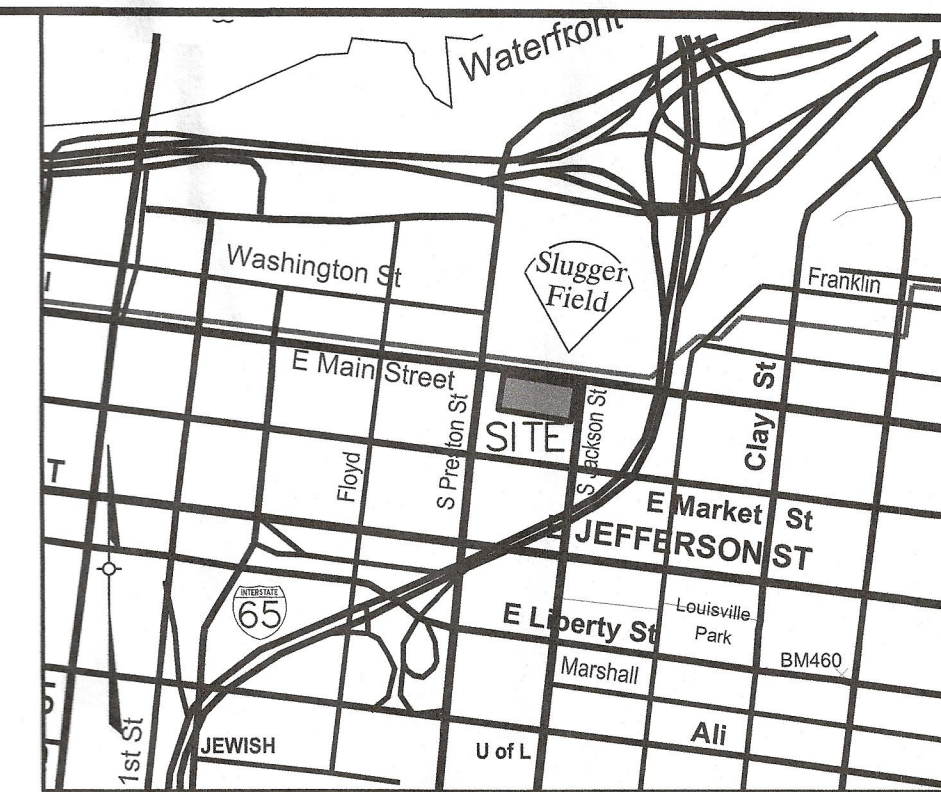 Waterfront
Washington St
Slugger
Field
Franklin
E Main Street
SITE
S Preston St
S Jackson St
Floyd
Clay St
T
E Market St
E JEFFERSON ST
INTERSTATE
65
E Liberty St
Louisville
Park
Marshall
BM460
1st St
JEWISH
U of L
Ali